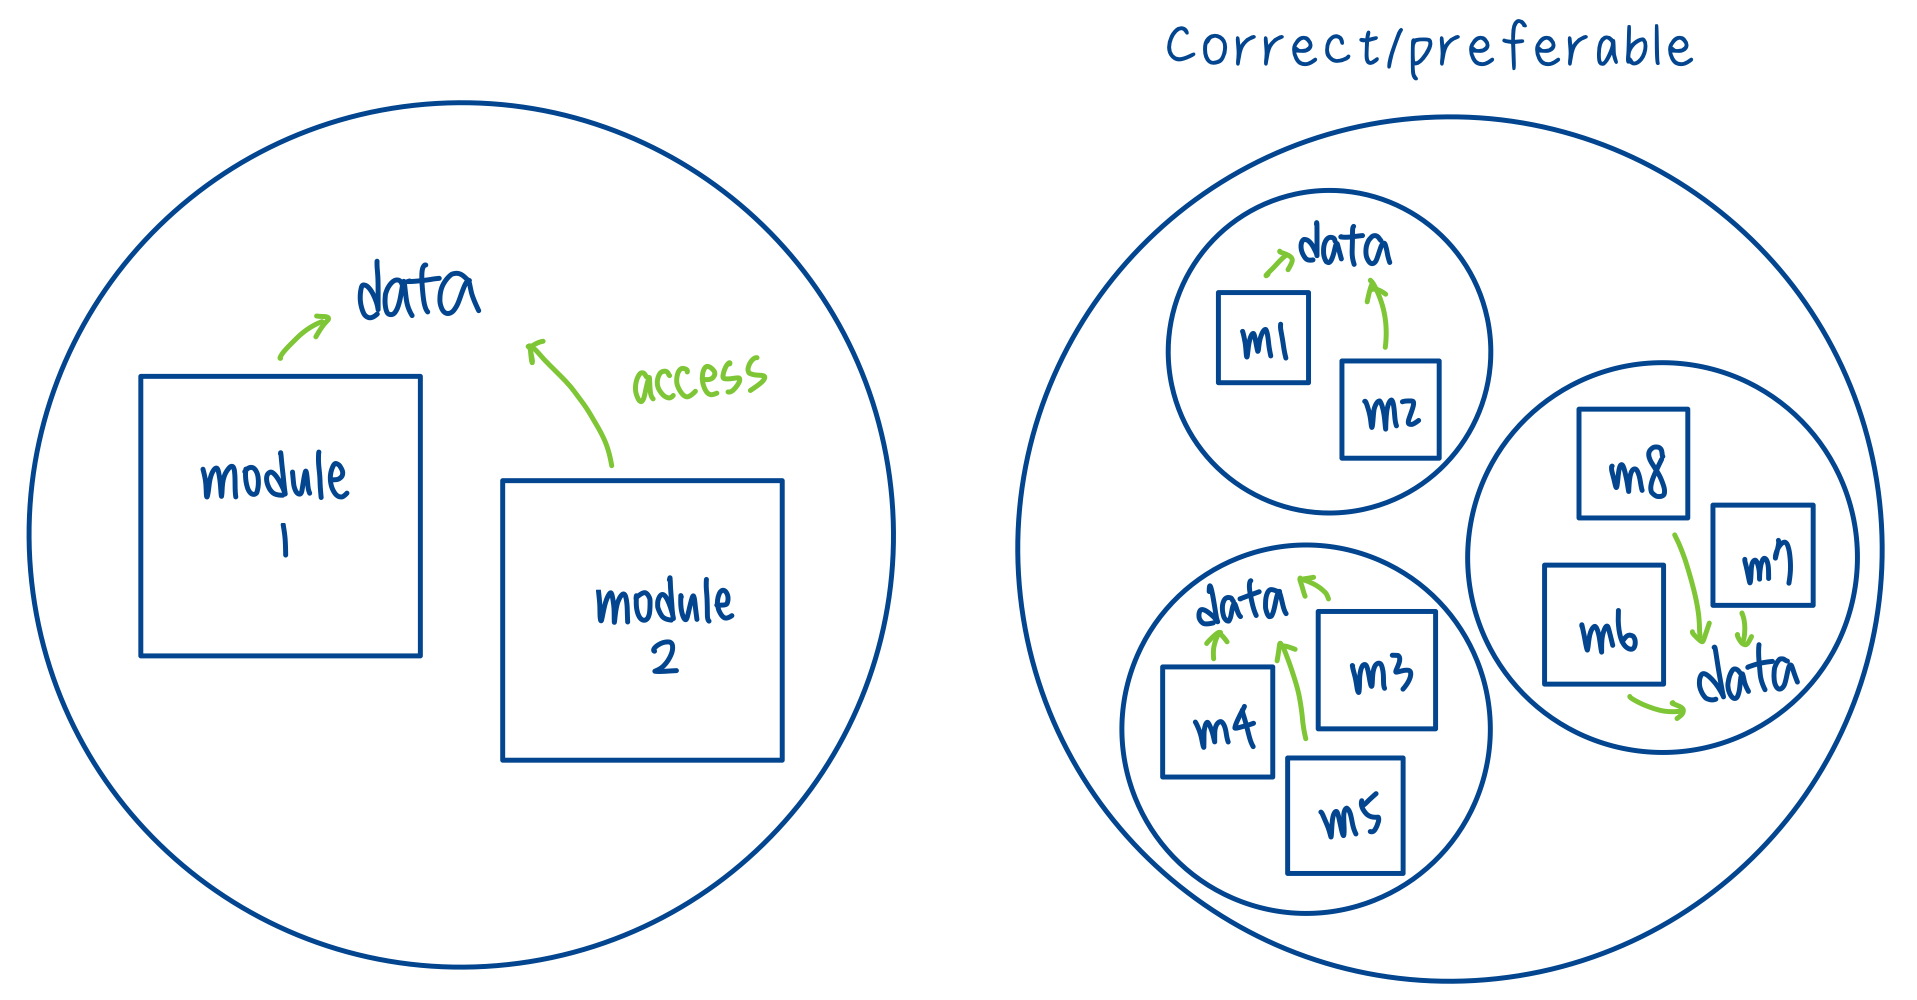 Correct/preferable
data
access
module
1
module
2
data
m1
m2
m8
m7
m6
data
data
m3
m4
m5